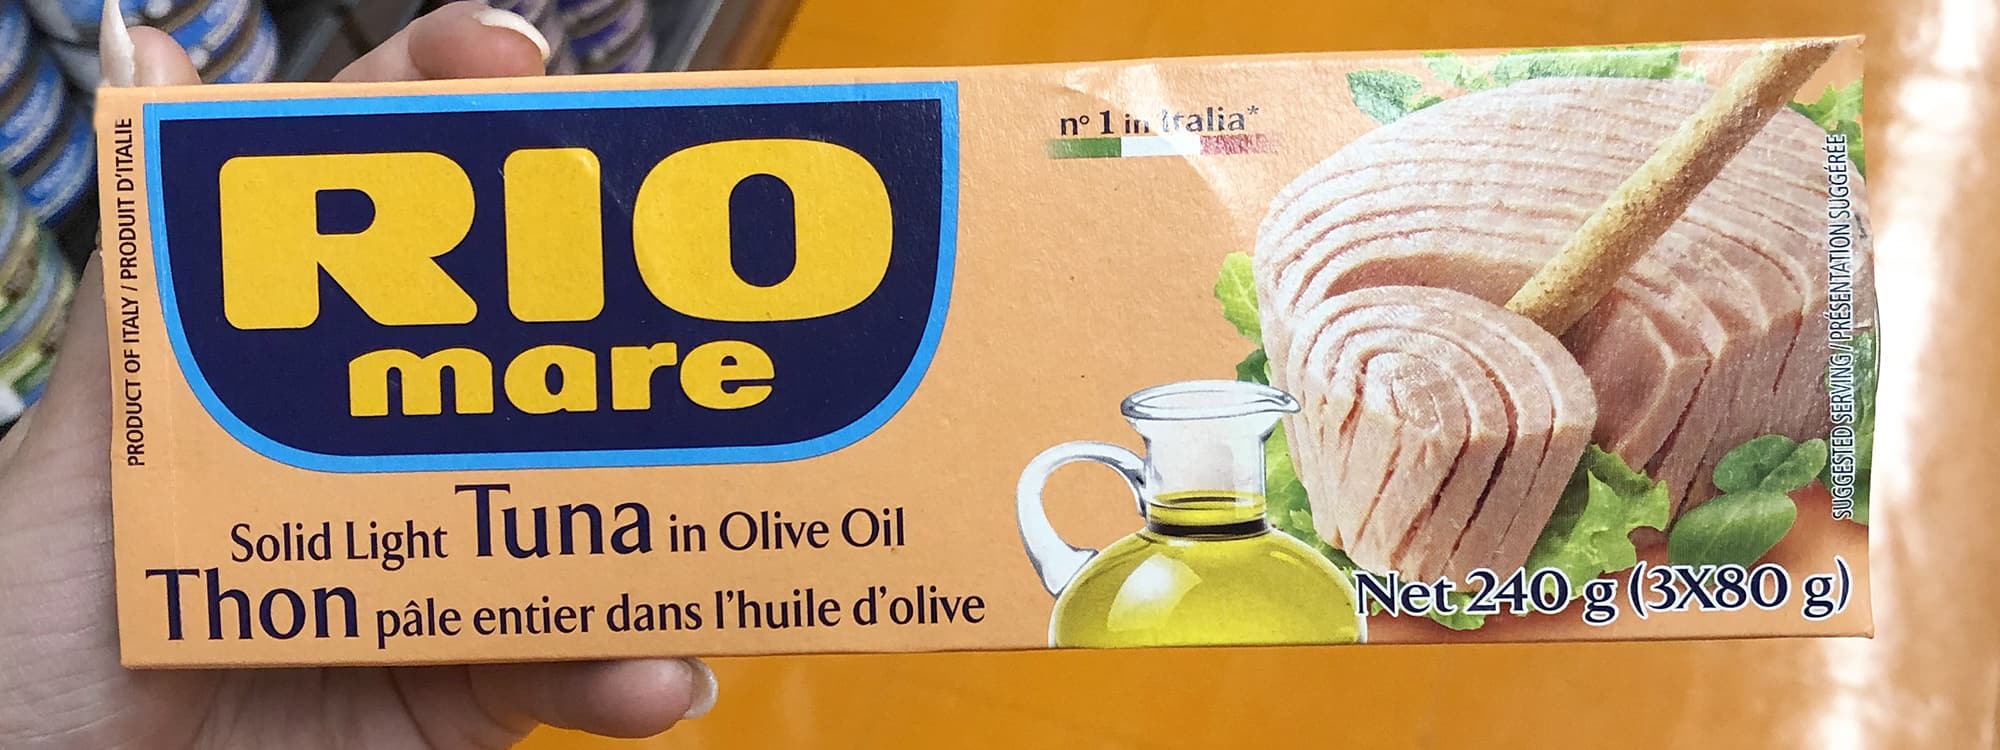 PRODUCT OF ITALY / PRODUIT D'ITALIE
RIO
mare
nº 1 in Italia*
Solid Light Tuna in Olive Oil
Thon pâle entier dans l'huile d'olive
Net 240 g (3X80 g)
SUGGESTED SERVING / PRÉSENTATION SUGGÉRÉE